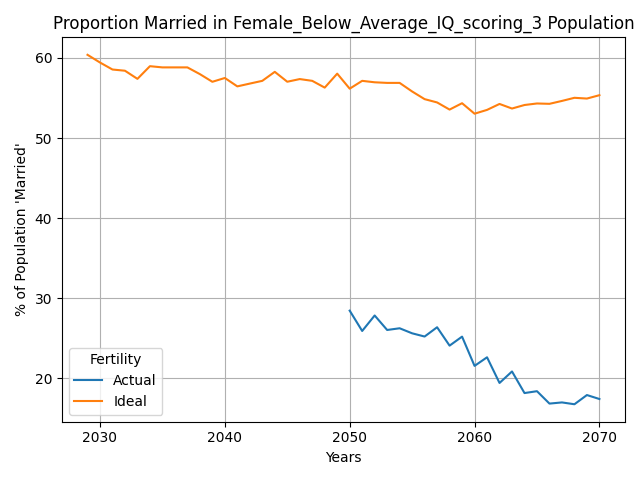 Proportion Married in Female_Below_Average_IQ_scoring_3 Population
% of Population 'Married'
60
50
40
30
20
Fertility
Actual
Ideal
2030
2040
2050
2060
2070
Years